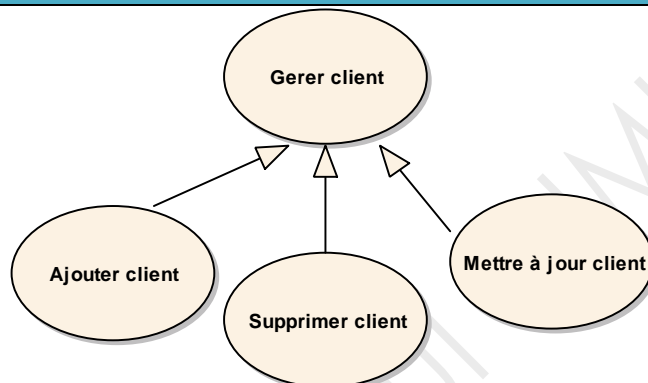 Gerer client
Ajouter client
Supprimer client
Mettre à jour client